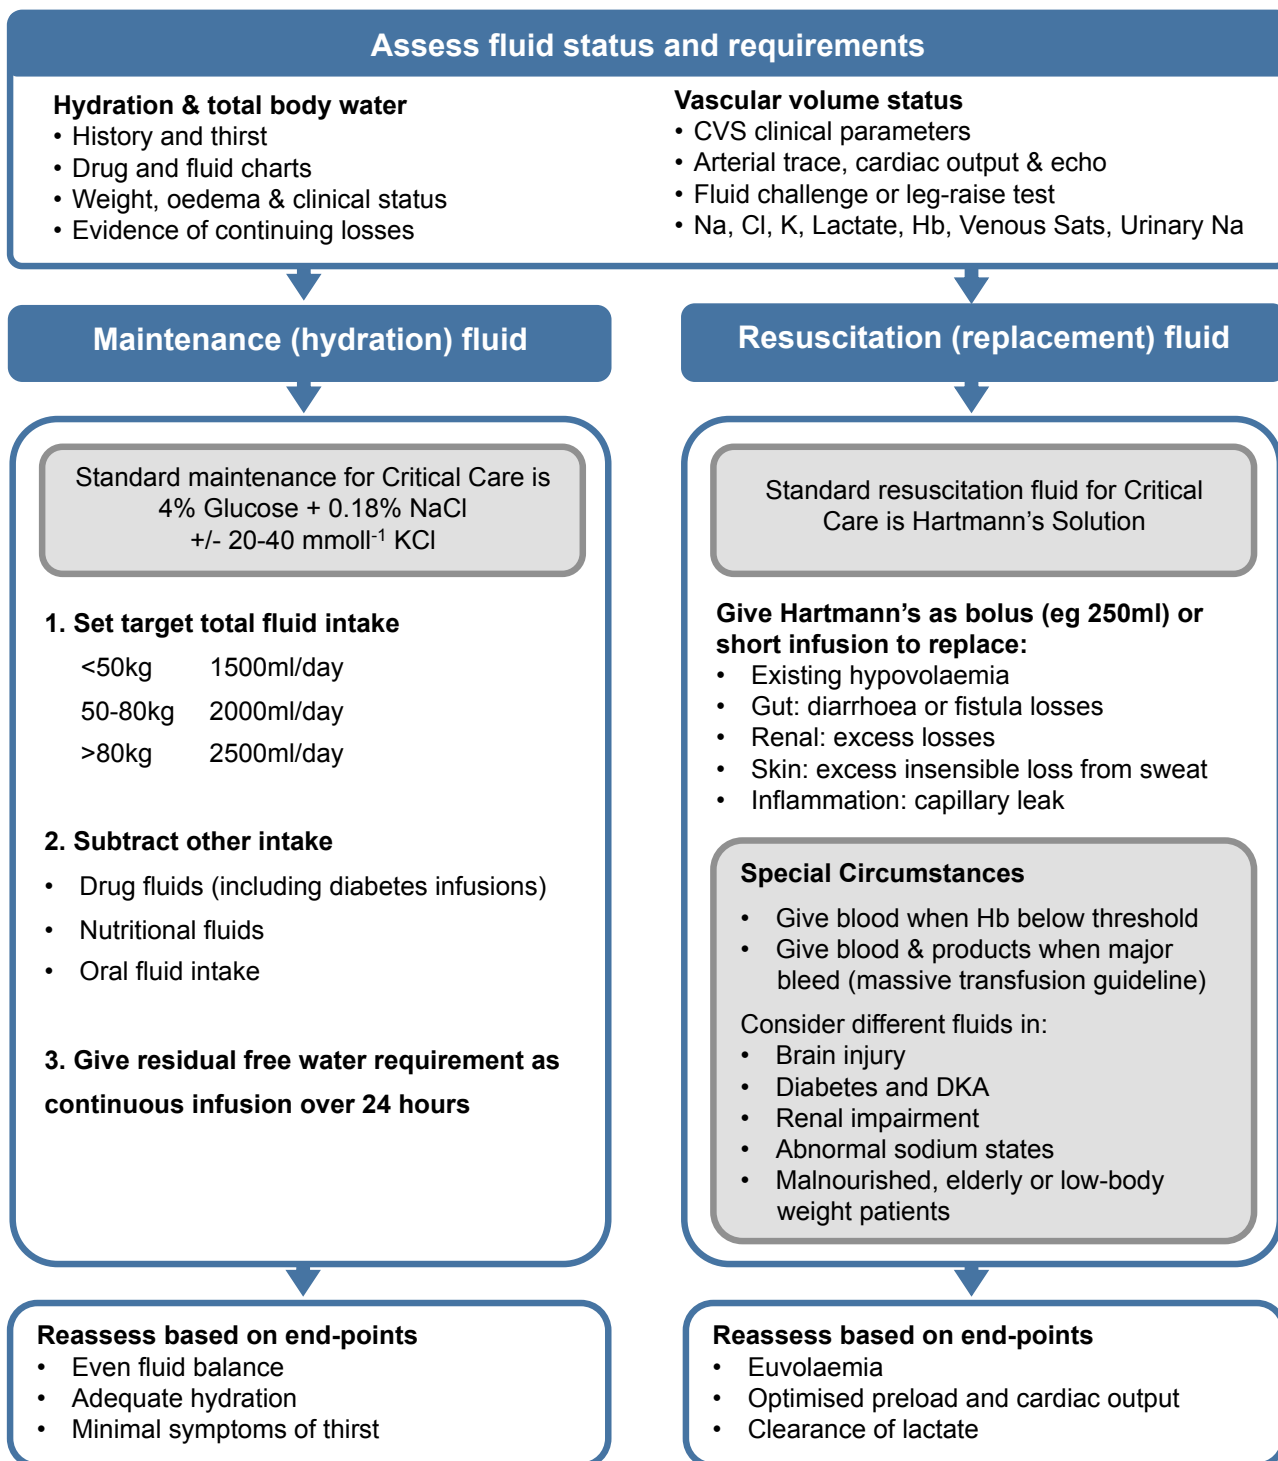 Assess fluid status and requirements
Hydration & total body water
• History and thirst
• Drug and fluid charts
• Weight, oedema & clinical status
• Evidence of continuing losses
Vascular volume status
• CVS clinical parameters
• Arterial trace, cardiac output & echo
• Fluid challenge or leg-raise test
• Na, Cl, K, Lactate, Hb, Venous Sats, Urinary Na
Maintenance (hydration) fluid
Standard maintenance for Critical Care is
4% Glucose + 0.18% NaCl
+/- 20-40 mmoll⁻¹ KCl
1. Set target total fluid intake
<50kg 1500ml/day
50-80kg 2000ml/day
>80kg 2500ml/day
2. Subtract other intake
• Drug fluids (including diabetes infusions)
• Nutritional fluids
• Oral fluid intake
3. Give residual free water requirement as
continuous infusion over 24 hours
Reassess based on end-points
• Even fluid balance
• Adequate hydration
• Minimal symptoms of thirst
Resuscitation (replacement) fluid
Standard resuscitation fluid for Critical
Care is Hartmann’s Solution
Give Hartmann’s as bolus (eg 250ml) or
short infusion to replace:
• Existing hypovolaemia
• Gut: diarrhoea or fistula losses
• Renal: excess losses
• Skin: excess insensible loss from sweat
• Inflammation: capillary leak
Special Circumstances
• Give blood when Hb below threshold
• Give blood & products when major
bleed (massive transfusion guideline)
Consider different fluids in:
• Brain injury
• Diabetes and DKA
• Renal impairment
• Abnormal sodium states
• Malnourished, elderly or low-body
weight patients
Reassess based on end-points
• Euvolaemia
• Optimised preload and cardiac output
• Clearance of lactate